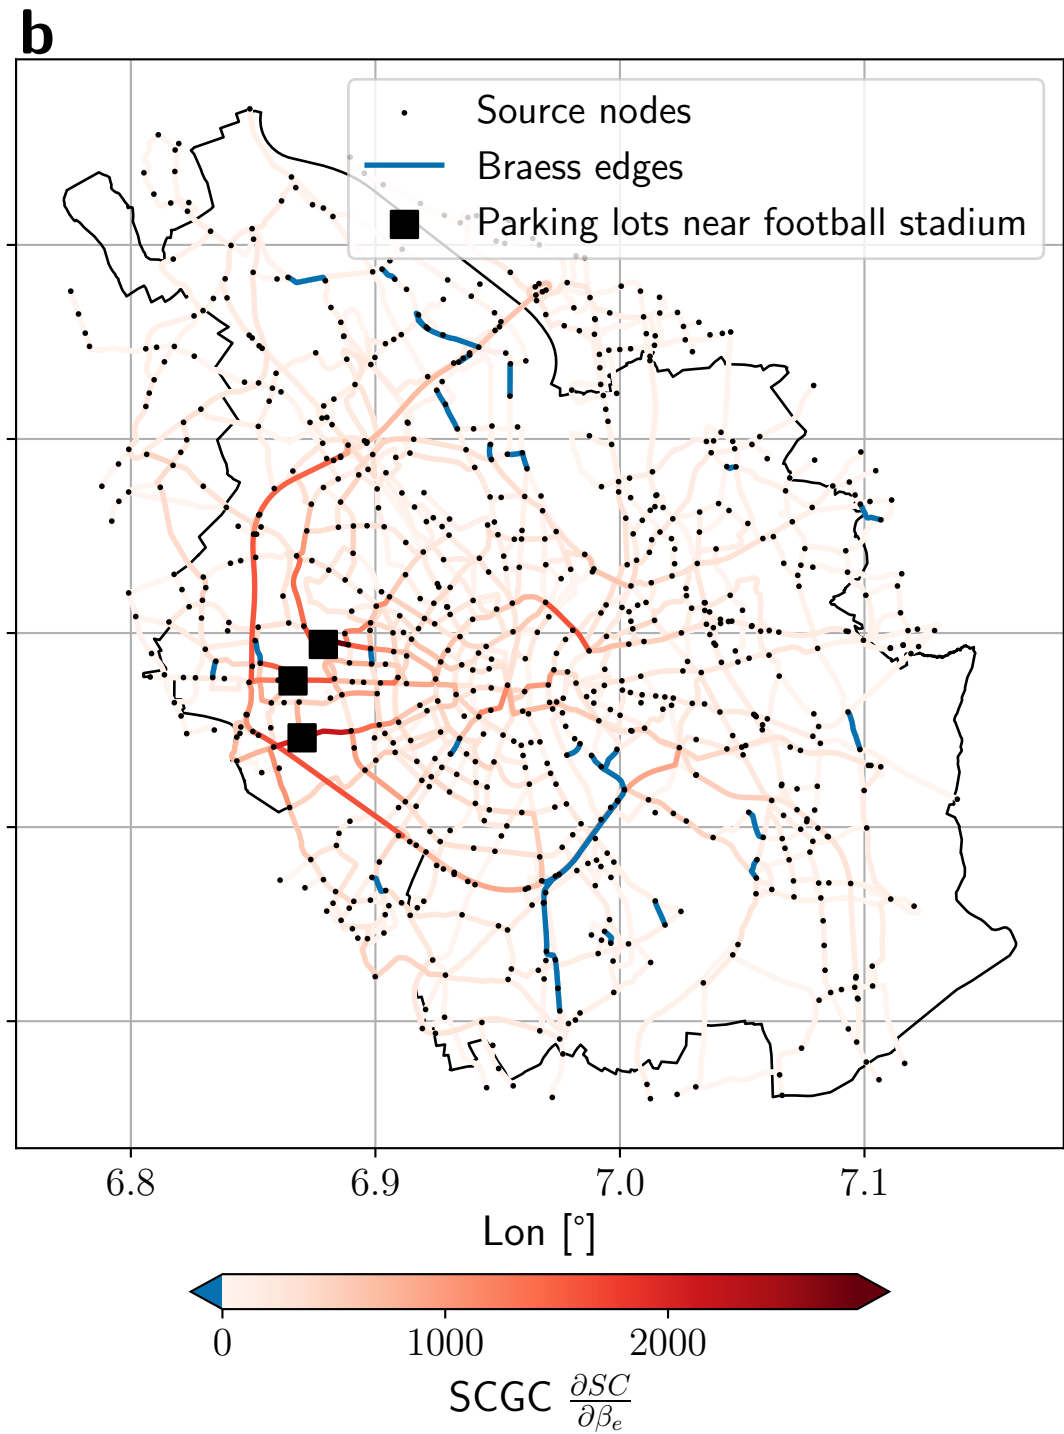 b
Source nodes
Braess edges
Parking lots near football stadium
6.8 6.9 7.0 7.1
Lon [°]
0 1000 2000
SCGC ∂SC/∂βₑ